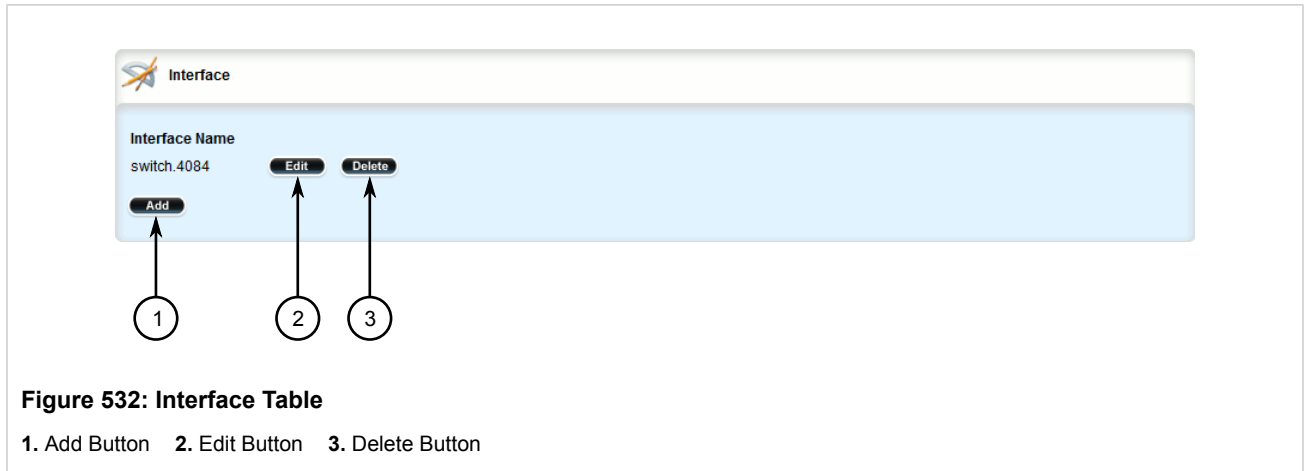 Interface
Interface Name
switch.4084 Edit Delete
Add
1 2 3
Figure 532: Interface Table
1. Add Button 2. Edit Button 3. Delete Button